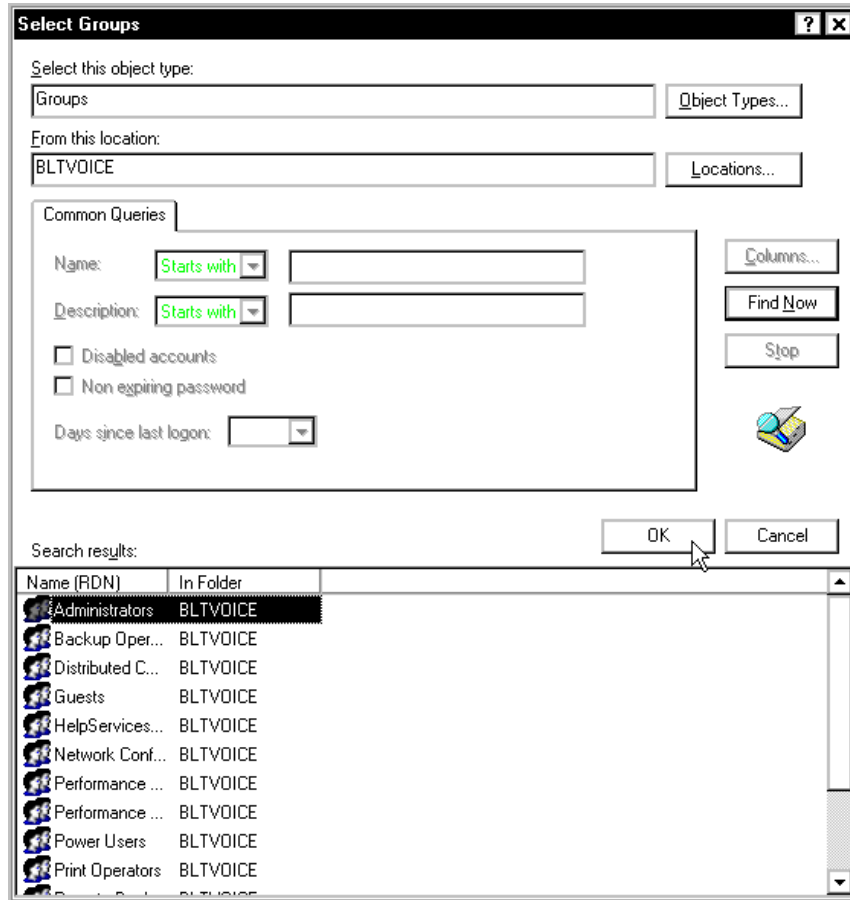 Select Groups
Select this object type:
Groups
Object Types...
From this location:
BLTVOICE
Locations...
Common Queries
Name: Starts with
Columns...
Description: Starts with
Find Now
Disabled accounts
Stop
Non expiring password
Days since last logon:
OK
Cancel
Search results:
Name (RDN) In Folder
Administrators BLTVOICE
Backup Oper... BLTVOICE
Distributed C... BLTVOICE
Guests BLTVOICE
HelpServices... BLTVOICE
Network Conf... BLTVOICE
Performance ... BLTVOICE
Performance ... BLTVOICE
Power Users BLTVOICE
Print Operators BLTVOICE